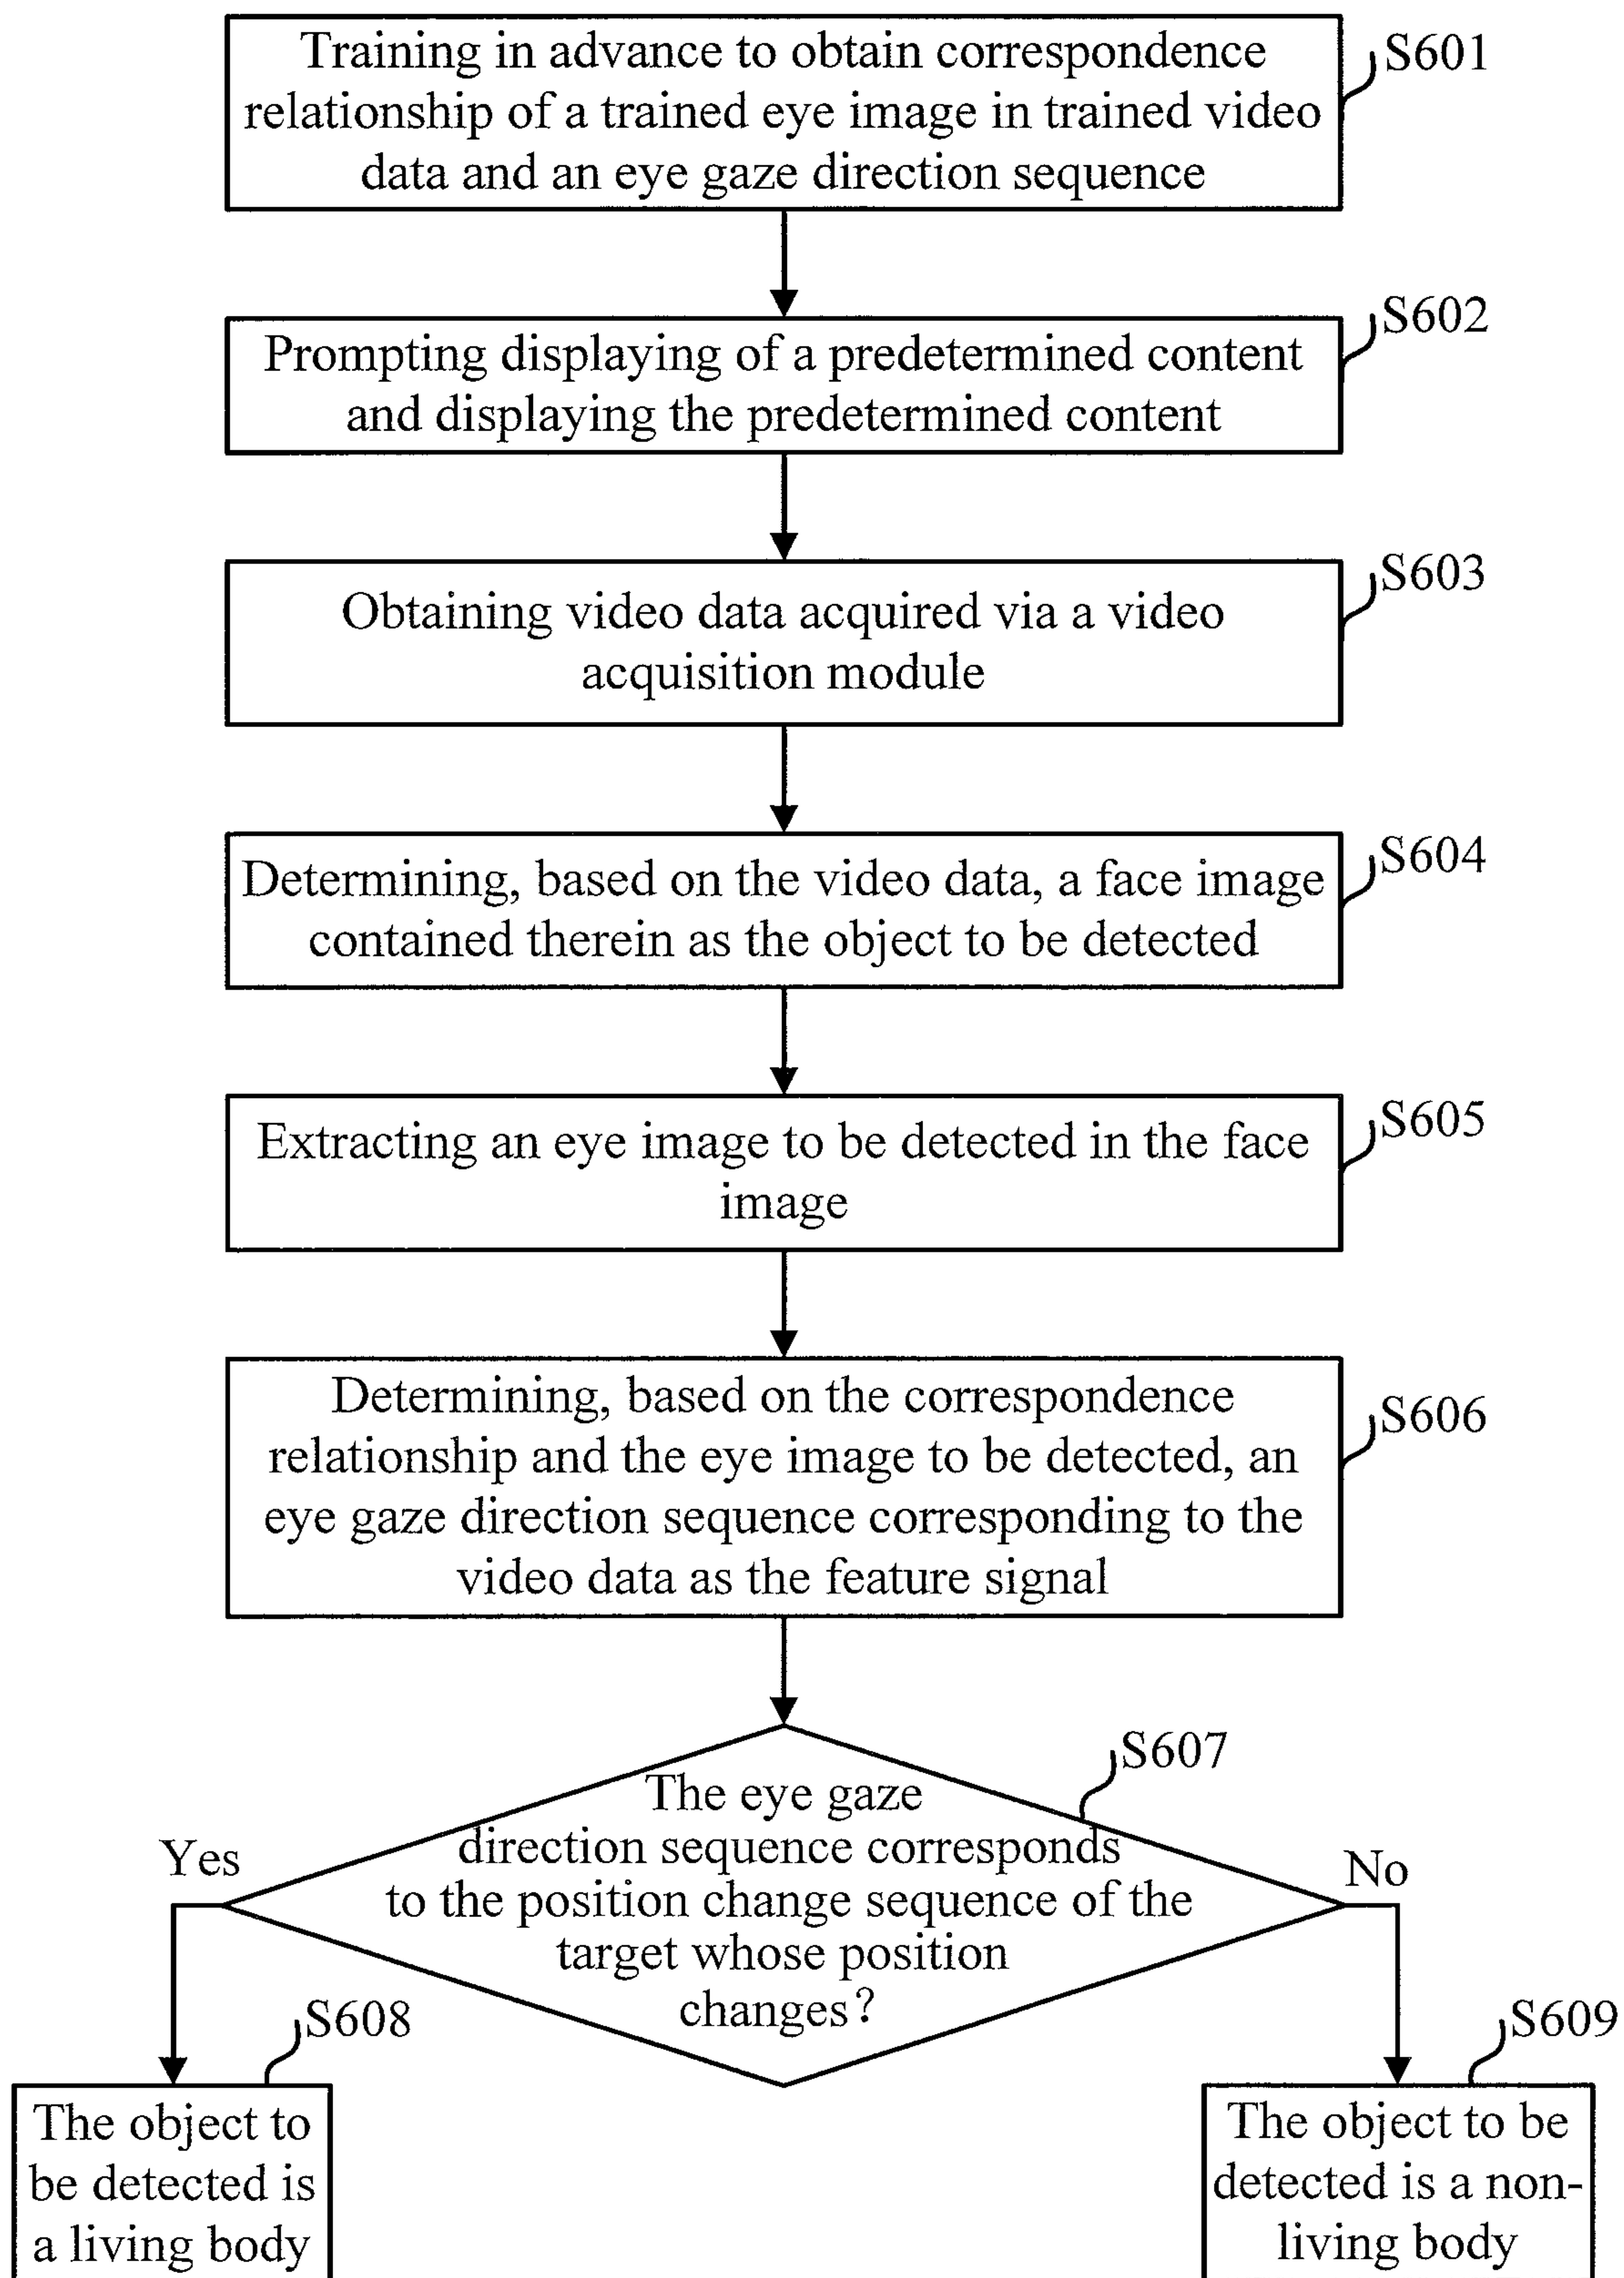 Training in advance to obtain correspondence
relationship of a trained eye image in trained video
data and an eye gaze direction sequence
S601
Prompting displaying of a predetermined content
and displaying the predetermined content
S602
Obtaining video data acquired via a video
acquisition module
S603
Determining, based on the video data, a face image
contained therein as the object to be detected
S604
Extracting an eye image to be detected in the face
image
S605
Determining, based on the correspondence
relationship and the eye image to be detected, an
eye gaze direction sequence corresponding to the
video data as the feature signal
S606
The eye gaze
direction sequence corresponds
to the position change sequence of the
target whose position
changes?
S607
Yes
No
S608
The object to
be detected is
a living body
S609
The object to be
detected is a non-
living body